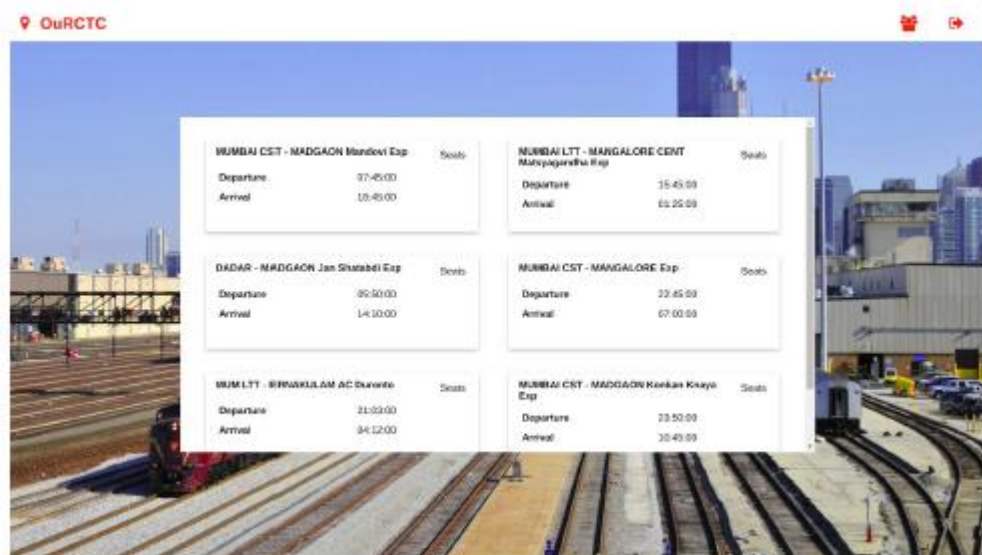 OuRCTC
MUMBAI CST - MADGAON Mandovi Exp
Seats
Departure 07:45:00
Arrival 18:45:00
MUMBAI LTT - MANGALORE CENT
Matsyagandha Exp
Seats
Departure 15:45:00
Arrival 01:25:00
DADAR - MADGAON Jan Shatabdi Exp
Seats
Departure 05:50:00
Arrival 14:10:00
MUMBAI CST - MANGALORE Exp
Seats
Departure 22:45:00
Arrival 07:00:00
MUM LTT - ERNAKULAM AC Duronto
Seats
Departure 21:03:00
Arrival 04:12:00
MUMBAI CST - MADGAON Konkan Knaya
Exp
Seats
Departure 23:50:00
Arrival 10:45:00